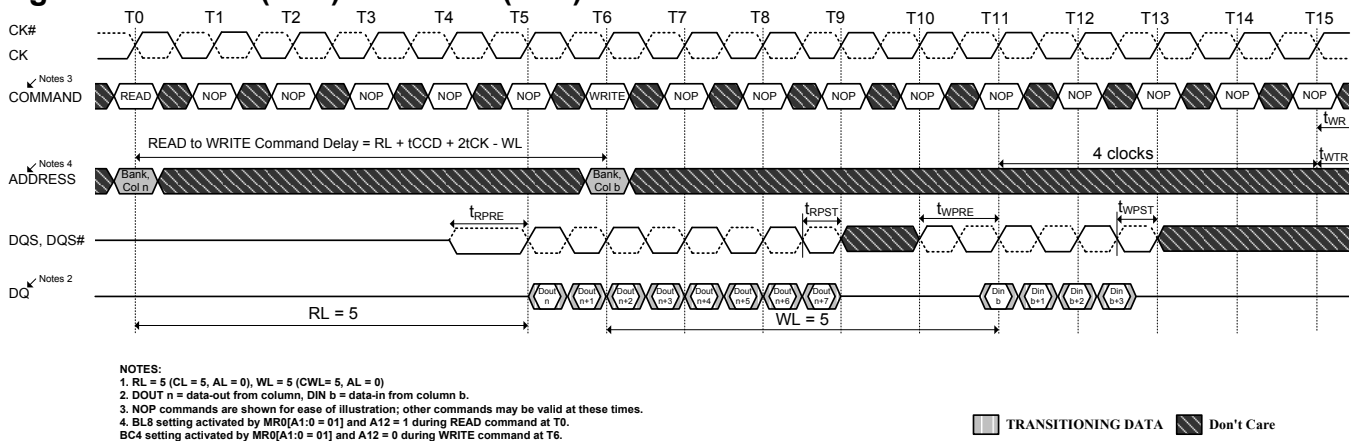 T0 T1 T2 T3 T4 T5 T6 T7 T8 T9 T10 T11 T12 T13 T14 T15
CK#
CK
Notes 3
COMMAND READ NOP NOP NOP NOP NOP WRITE NOP NOP NOP NOP NOP NOP NOP NOP NOP
tWR
READ to WRITE Command Delay = RL + tCCD + 2tCK - WL
4 clocks
tWTR
Notes 4
ADDRESS Bank, Col n Bank, Col b
tRPRE tRPST tWPRE tWPST
DQS, DQS#
Notes 2
DQ Dout n Dout n+1 Dout n+2 Dout n+3 Dout n+4 Dout n+5 Dout n+6 Dout n+7 Din b Din b+1 Din b+2 Din b+3
RL = 5 WL = 5
NOTES:
1. RL = 5 (CL = 5, AL = 0), WL = 5 (CWL= 5, AL = 0)
2. DOUT n = data-out from column, DIN b = data-in from column b.
3. NOP commands are shown for ease of illustration; other commands may be valid at these times.
4. BL8 setting activated by MR0[A1:0 = 01] and A12 = 1 during READ command at T0.
BC4 setting activated by MR0[A1:0 = 01] and A12 = 0 during WRITE command at T6.
TRANSITIONING DATA Don't Care